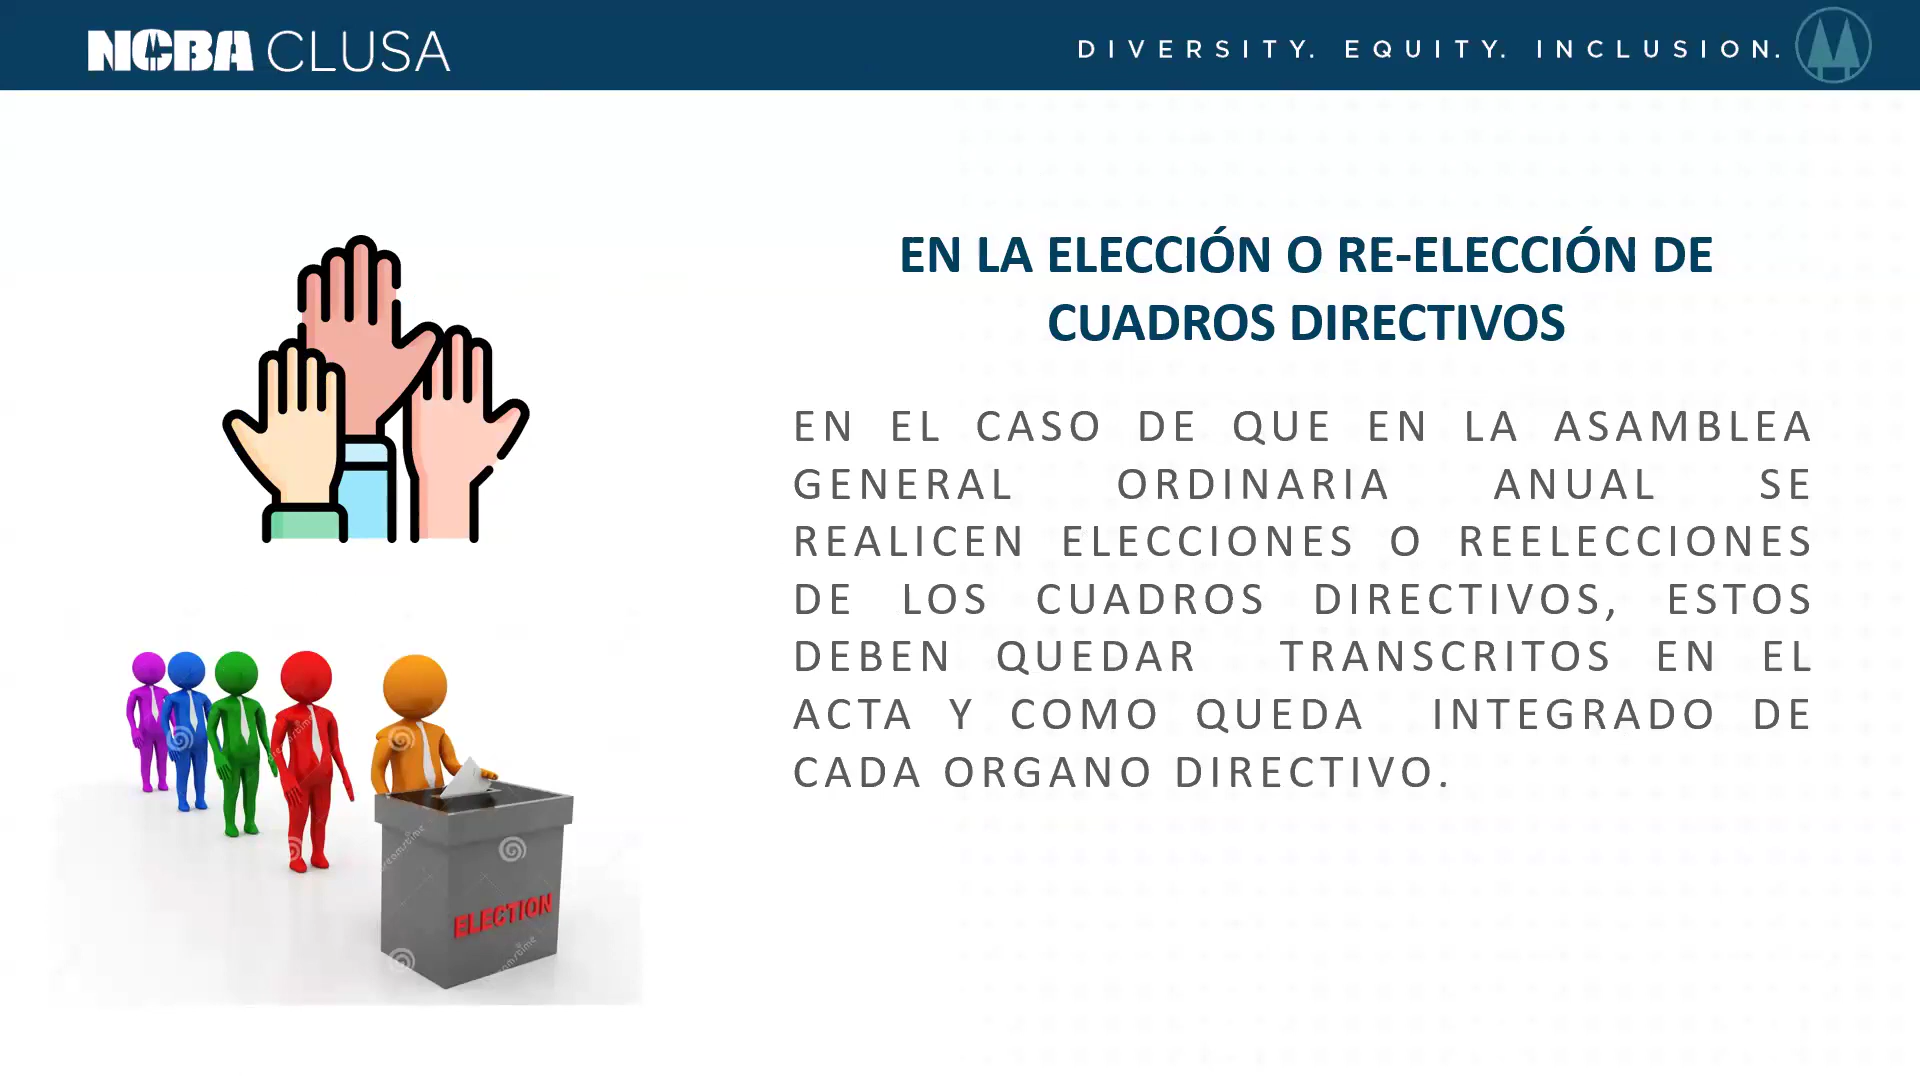 NCBA CLUSA
DIVERSITY. EQUITY. INCLUSION.
EN LA ELECCIÓN O RE-ELECCIÓN DE
CUADROS DIRECTIVOS
EN EL CASO DE QUE EN LA ASAMBLEA
GENERAL ORDINARIA ANUAL SE
REALICEN ELECCIONES O REELECCIONES
DE LOS CUADROS DIRECTIVOS, ESTOS
DEBEN QUEDAR TRANSCRITOS EN EL
ACTA Y COMO QUEDA INTEGRADO DE
CADA ORGANO DIRECTIVO.
ELECTION